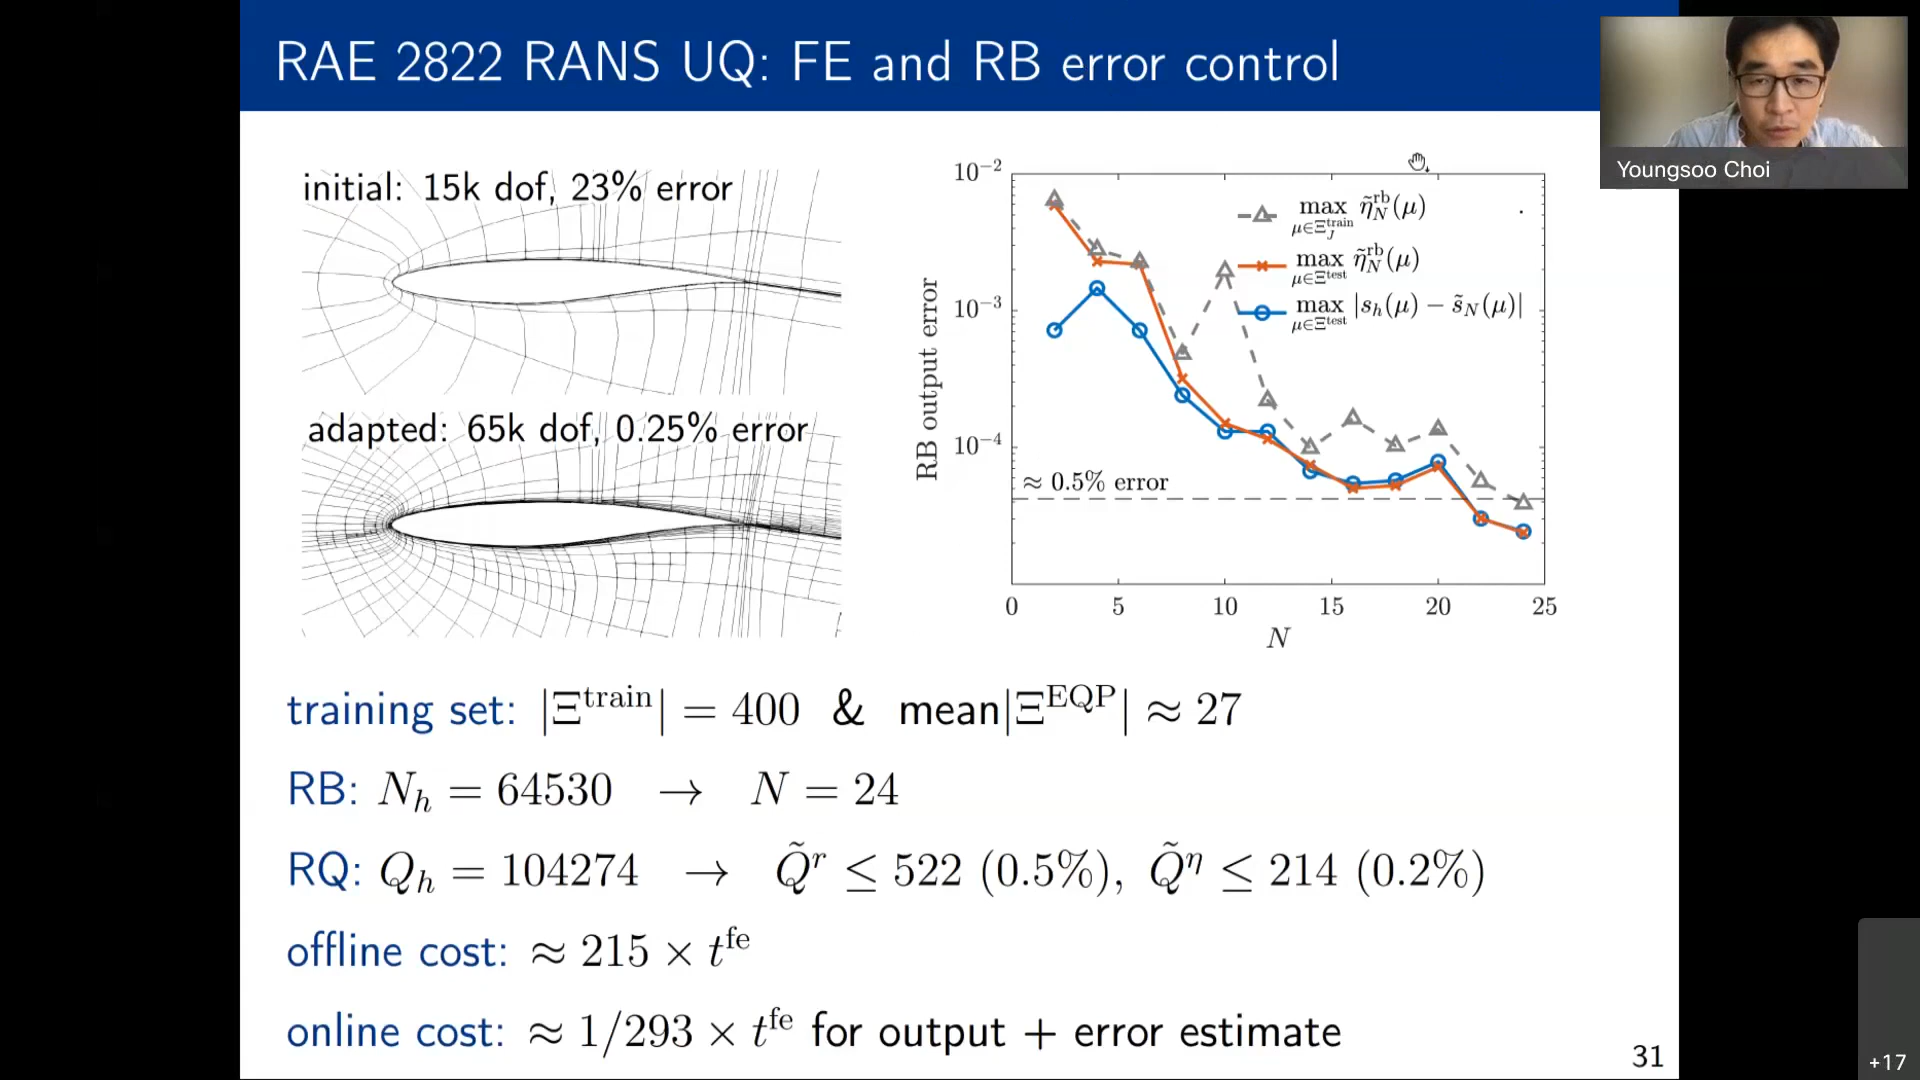 RAE 2822 RANS UQ: FE and RB error control
Youngsoo Choi
initial: 15k dof, 23% error
adapted: 65k dof, 0.25% error
10⁻²
10⁻³
10⁻⁴
RB output error
max η̃_N^rb(μ)
μ∈Ξ_J^train
max η̃_N^rb(μ)
μ∈Ξ^test
max |s_h(μ) − s̃_N(μ)|
μ∈Ξ^test
≈ 0.5% error
0 5 10 15 20 25
N
training set: |Ξ^train| = 400 & mean|Ξ^EQP| ≈ 27
RB: N_h = 64530 → N = 24
RQ: Q_h = 104274 → Q̃^r ≤ 522 (0.5%), Q̃^η ≤ 214 (0.2%)
offline cost: ≈ 215 × t^fe
online cost: ≈ 1/293 × t^fe for output + error estimate
31
+17